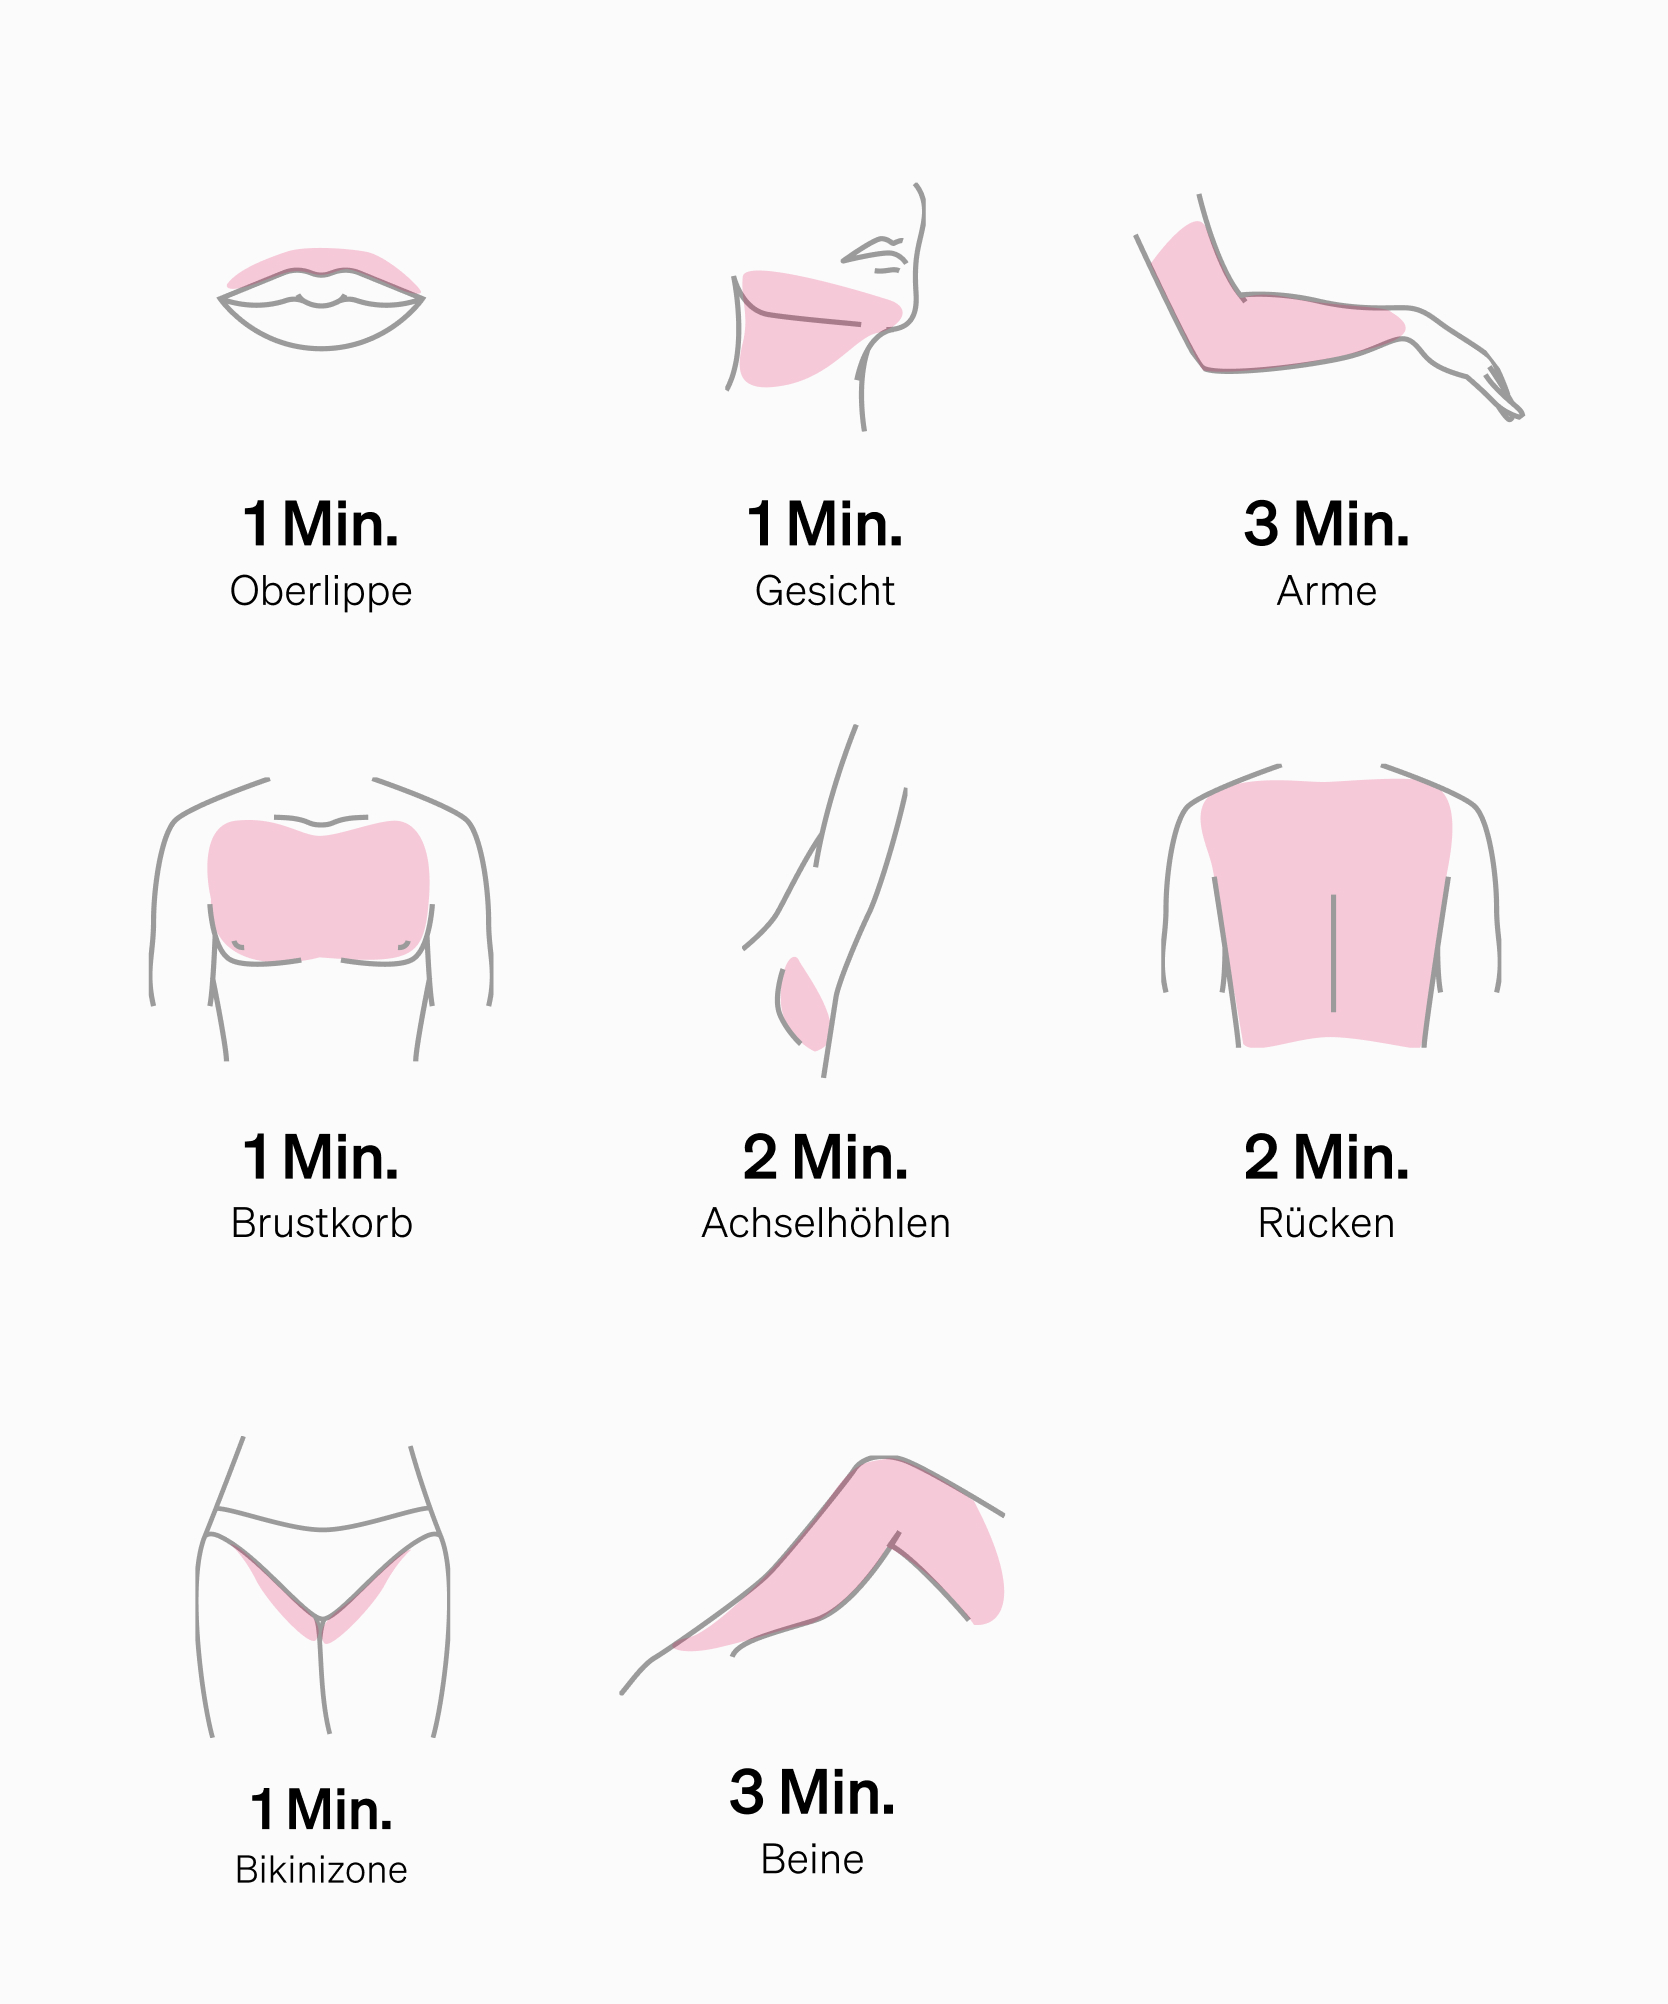 1 Min.
Oberlippe
1 Min.
Gesicht
3 Min.
Arme
1 Min.
Brustkorb
2 Min.
Achselhöhlen
2 Min.
Rücken
1 Min.
Bikinizone
3 Min.
Beine